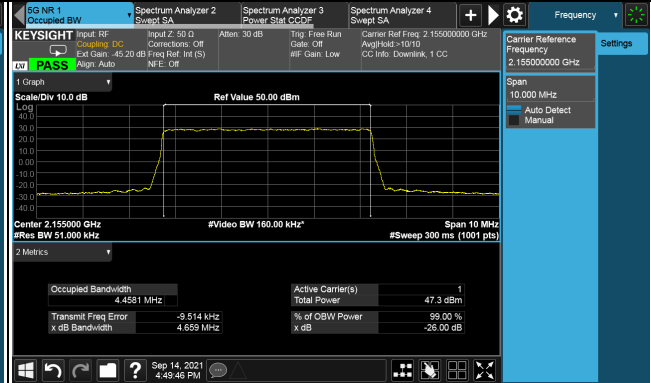 5G NR 1
Occupied BW
Spectrum Analyzer 2
Swept SA
Spectrum Analyzer 3
Power Stat CCDF
Spectrum Analyzer 4
Swept SA
Frequency
KEYSIGHT
Input: RF
Coupling: DC
Ext Gain: -45.20 dB
Align: Auto
Input Z: 50 Ω
Corrections: Off
Freq Ref: Int (S)
NFE: Off
Atten: 30 dB
Trig: Free Run
Gate: Off
#IF Gain: Low
Carrier Ref Freq: 2.155000000 GHz
Avg|Hold:>10/10
CC Info: Downlink, 1 CC
LXI
PASS
Carrier Reference
Frequency
2.155000000 GHz
Settings
Span
10.000 MHz
Auto Detect
Manual
1 Graph
Scale/Div 10.0 dB
Ref Value 50.00 dBm
Log
40.0
30.0
20.0
10.0
0.00
-10.0
-20.0
-30.0
-40.0
Center 2.155000 GHz
#Video BW 160.00 kHz*
Span 10 MHz
#Res BW 51.000 kHz
#Sweep 300 ms (1001 pts)
2 Metrics
Occupied Bandwidth
4.4581 MHz
Transmit Freq Error
-9.514 kHz
x dB Bandwidth
4.659 MHz
Active Carrier(s)
1
Total Power
47.3 dBm
% of OBW Power
99.00 %
x dB
-26.00 dB
Sep 14, 2021
4:49:46 PM